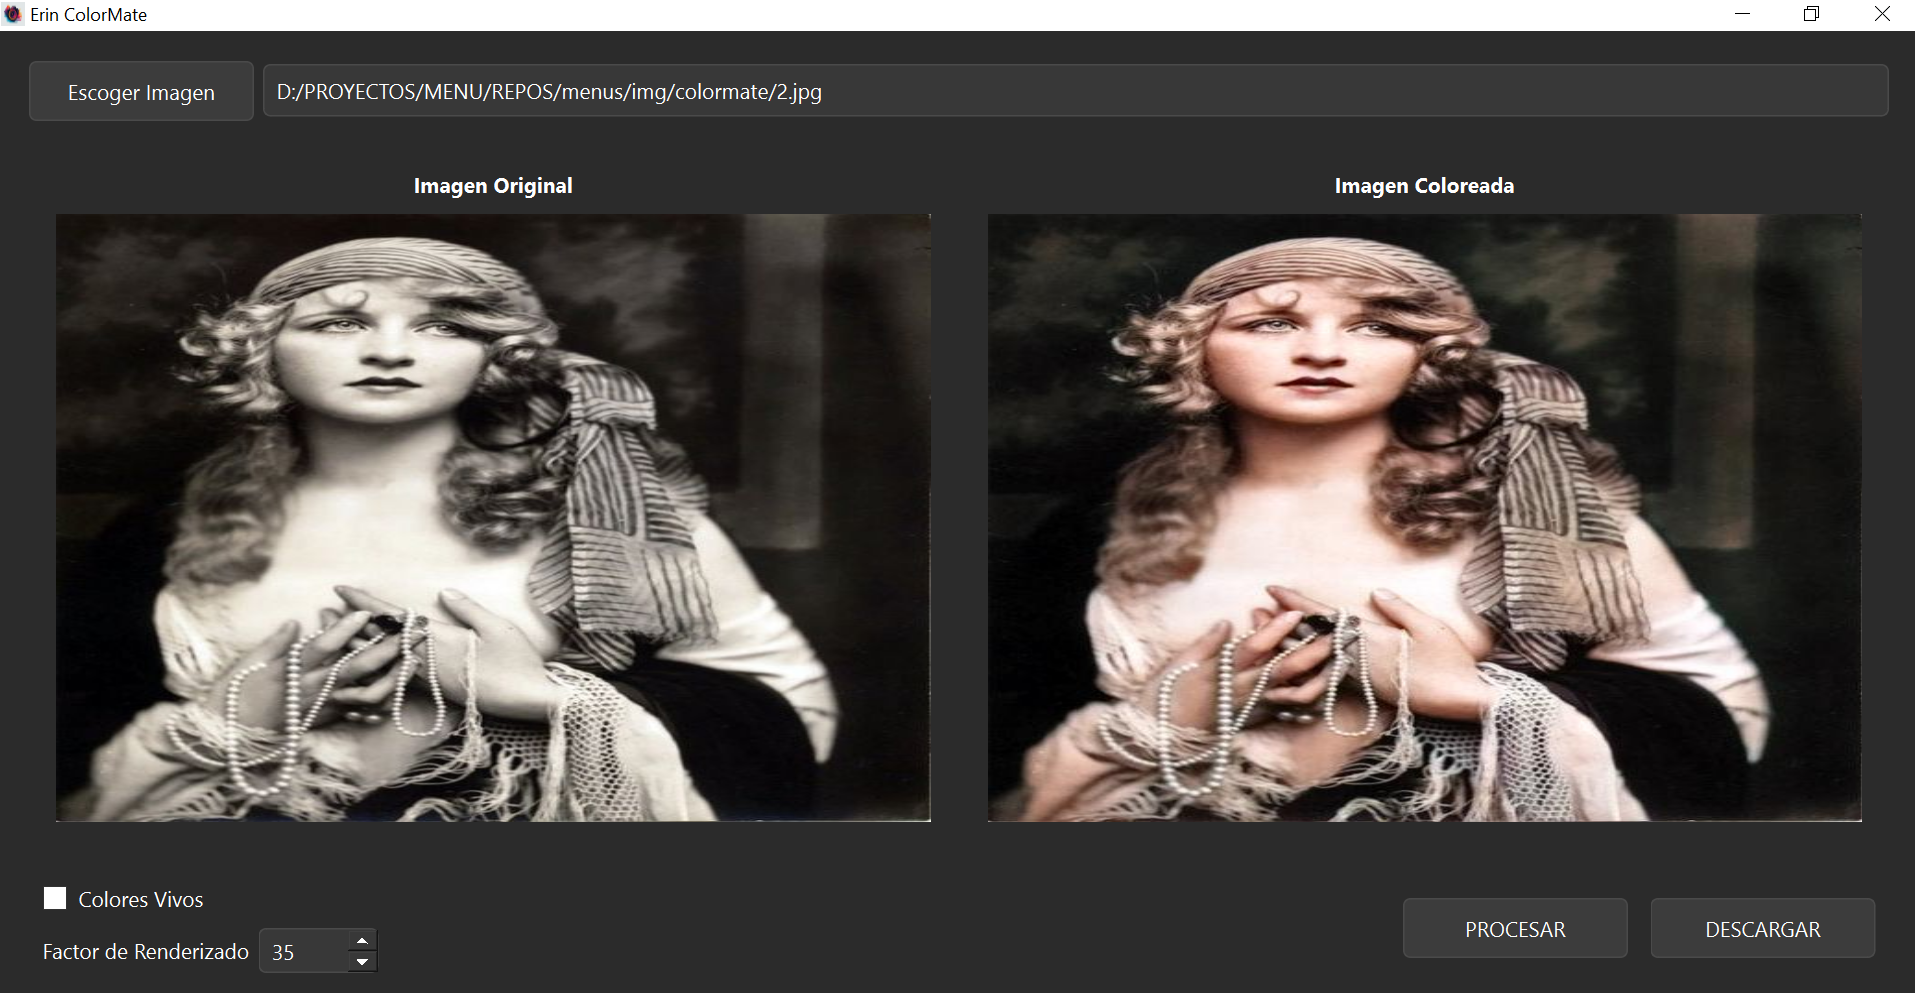 Erin ColorMate
Escoger Imagen
D:/PROYECTOS/MENU/REPOS/menus/img/colormate/2.jpg
Imagen Original
Imagen Coloreada
Colores Vivos
Factor de Renderizado 35
PROCESAR
DESCARGAR